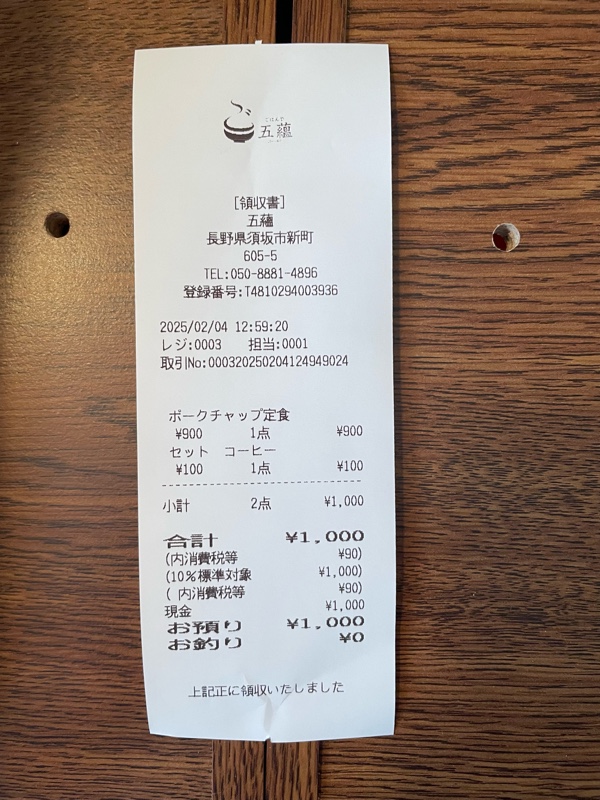 五蘊
[領収書]
五蘊
長野県須坂市新町
605-5
TEL:050-8881-4896
登録番号:T4810294003936
2025/02/04 12:59:20
レジ:0003 担当:0001
取引No:000320250204124949024
ポークチャップ定食
¥900 1点 ¥900
セット コーヒー
¥100 1点 ¥100
小計 2点 ¥1,000
合計 ¥1,000
(内消費税等 ¥90)
(10%標準対象 ¥1,000)
( 内消費税等 ¥90)
現金 ¥1,000
お預り ¥1,000
お釣り ¥0
上記正に領収いたしました